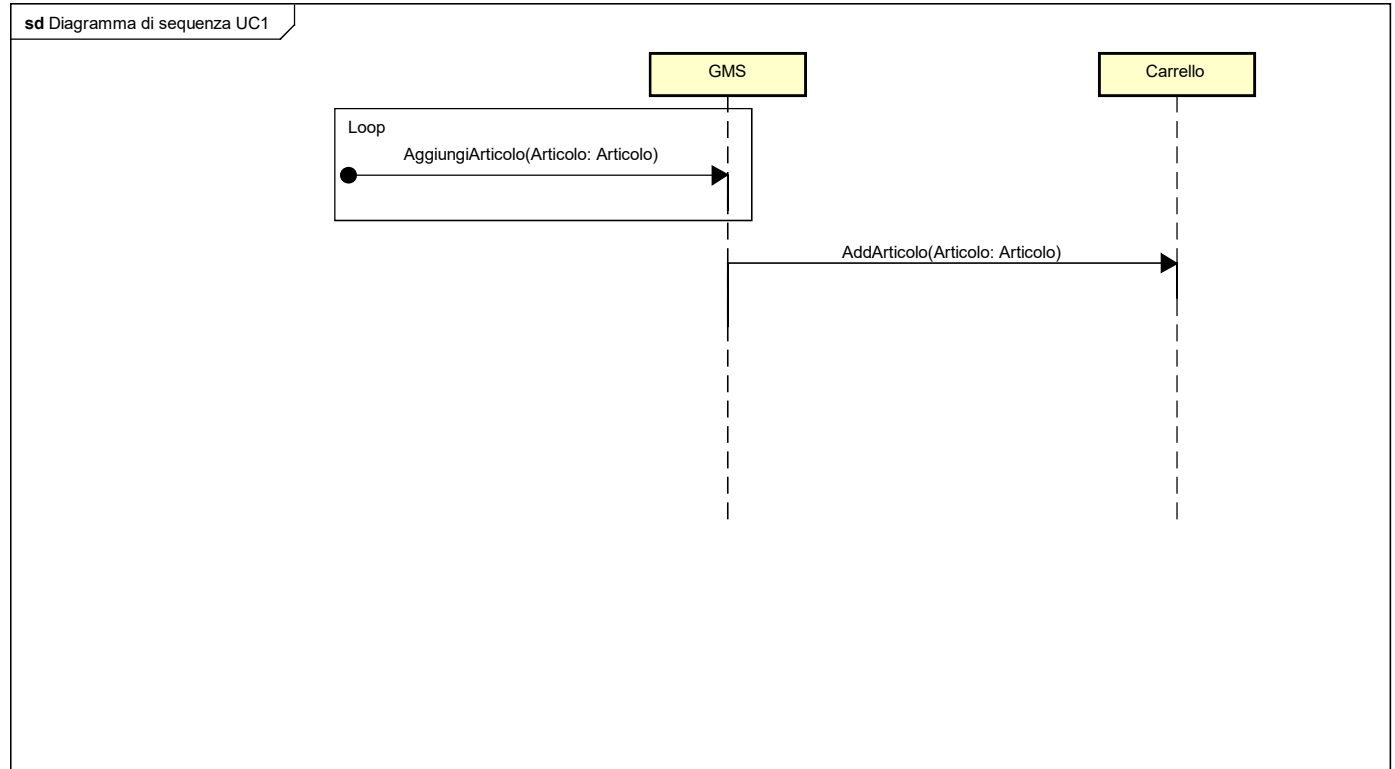 sd Diagramma di sequenza UC1
GMS
Carrello
Loop
AggiungiArticolo(Articolo: Articolo)
AddArticolo(Articolo: Articolo)